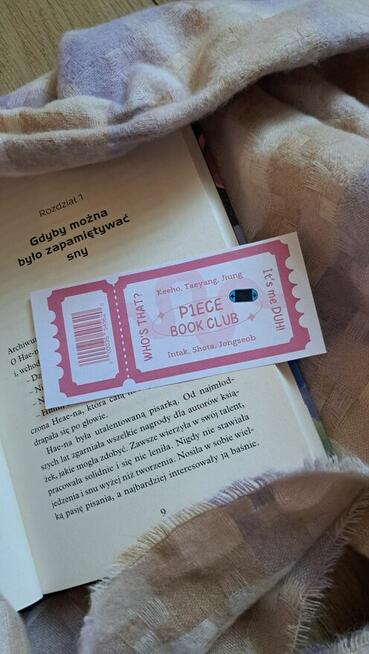 Rozdział 1
Gdyby można
było zapamiętywać
sny
Archiwum
O Hae-n
i wcho
WHO'S THAT?
Keeho, Taeyang, Jiung
P1ECE
BOOK CLUB
Intak, Shota, Jongseob
It's me DUH!
czona Heae-na, która całą
drapała się po głowie.
Hae-na była utalentowaną pisarką. Od najmłod-
szych lat zgarniała wszelkie nagrody dla autorów książ-
żek, jakie mogła zdobyć. Zawsze wierzyła w swój talent,
pracowała solidnie i się nie leniła. Nigdy nie stawiała
jedzenia i snu wyżej niż tworzenia. Nosiła w sobie wiel-
ką pasję pisania, a najbardziej interesowały ją baśnie.
9